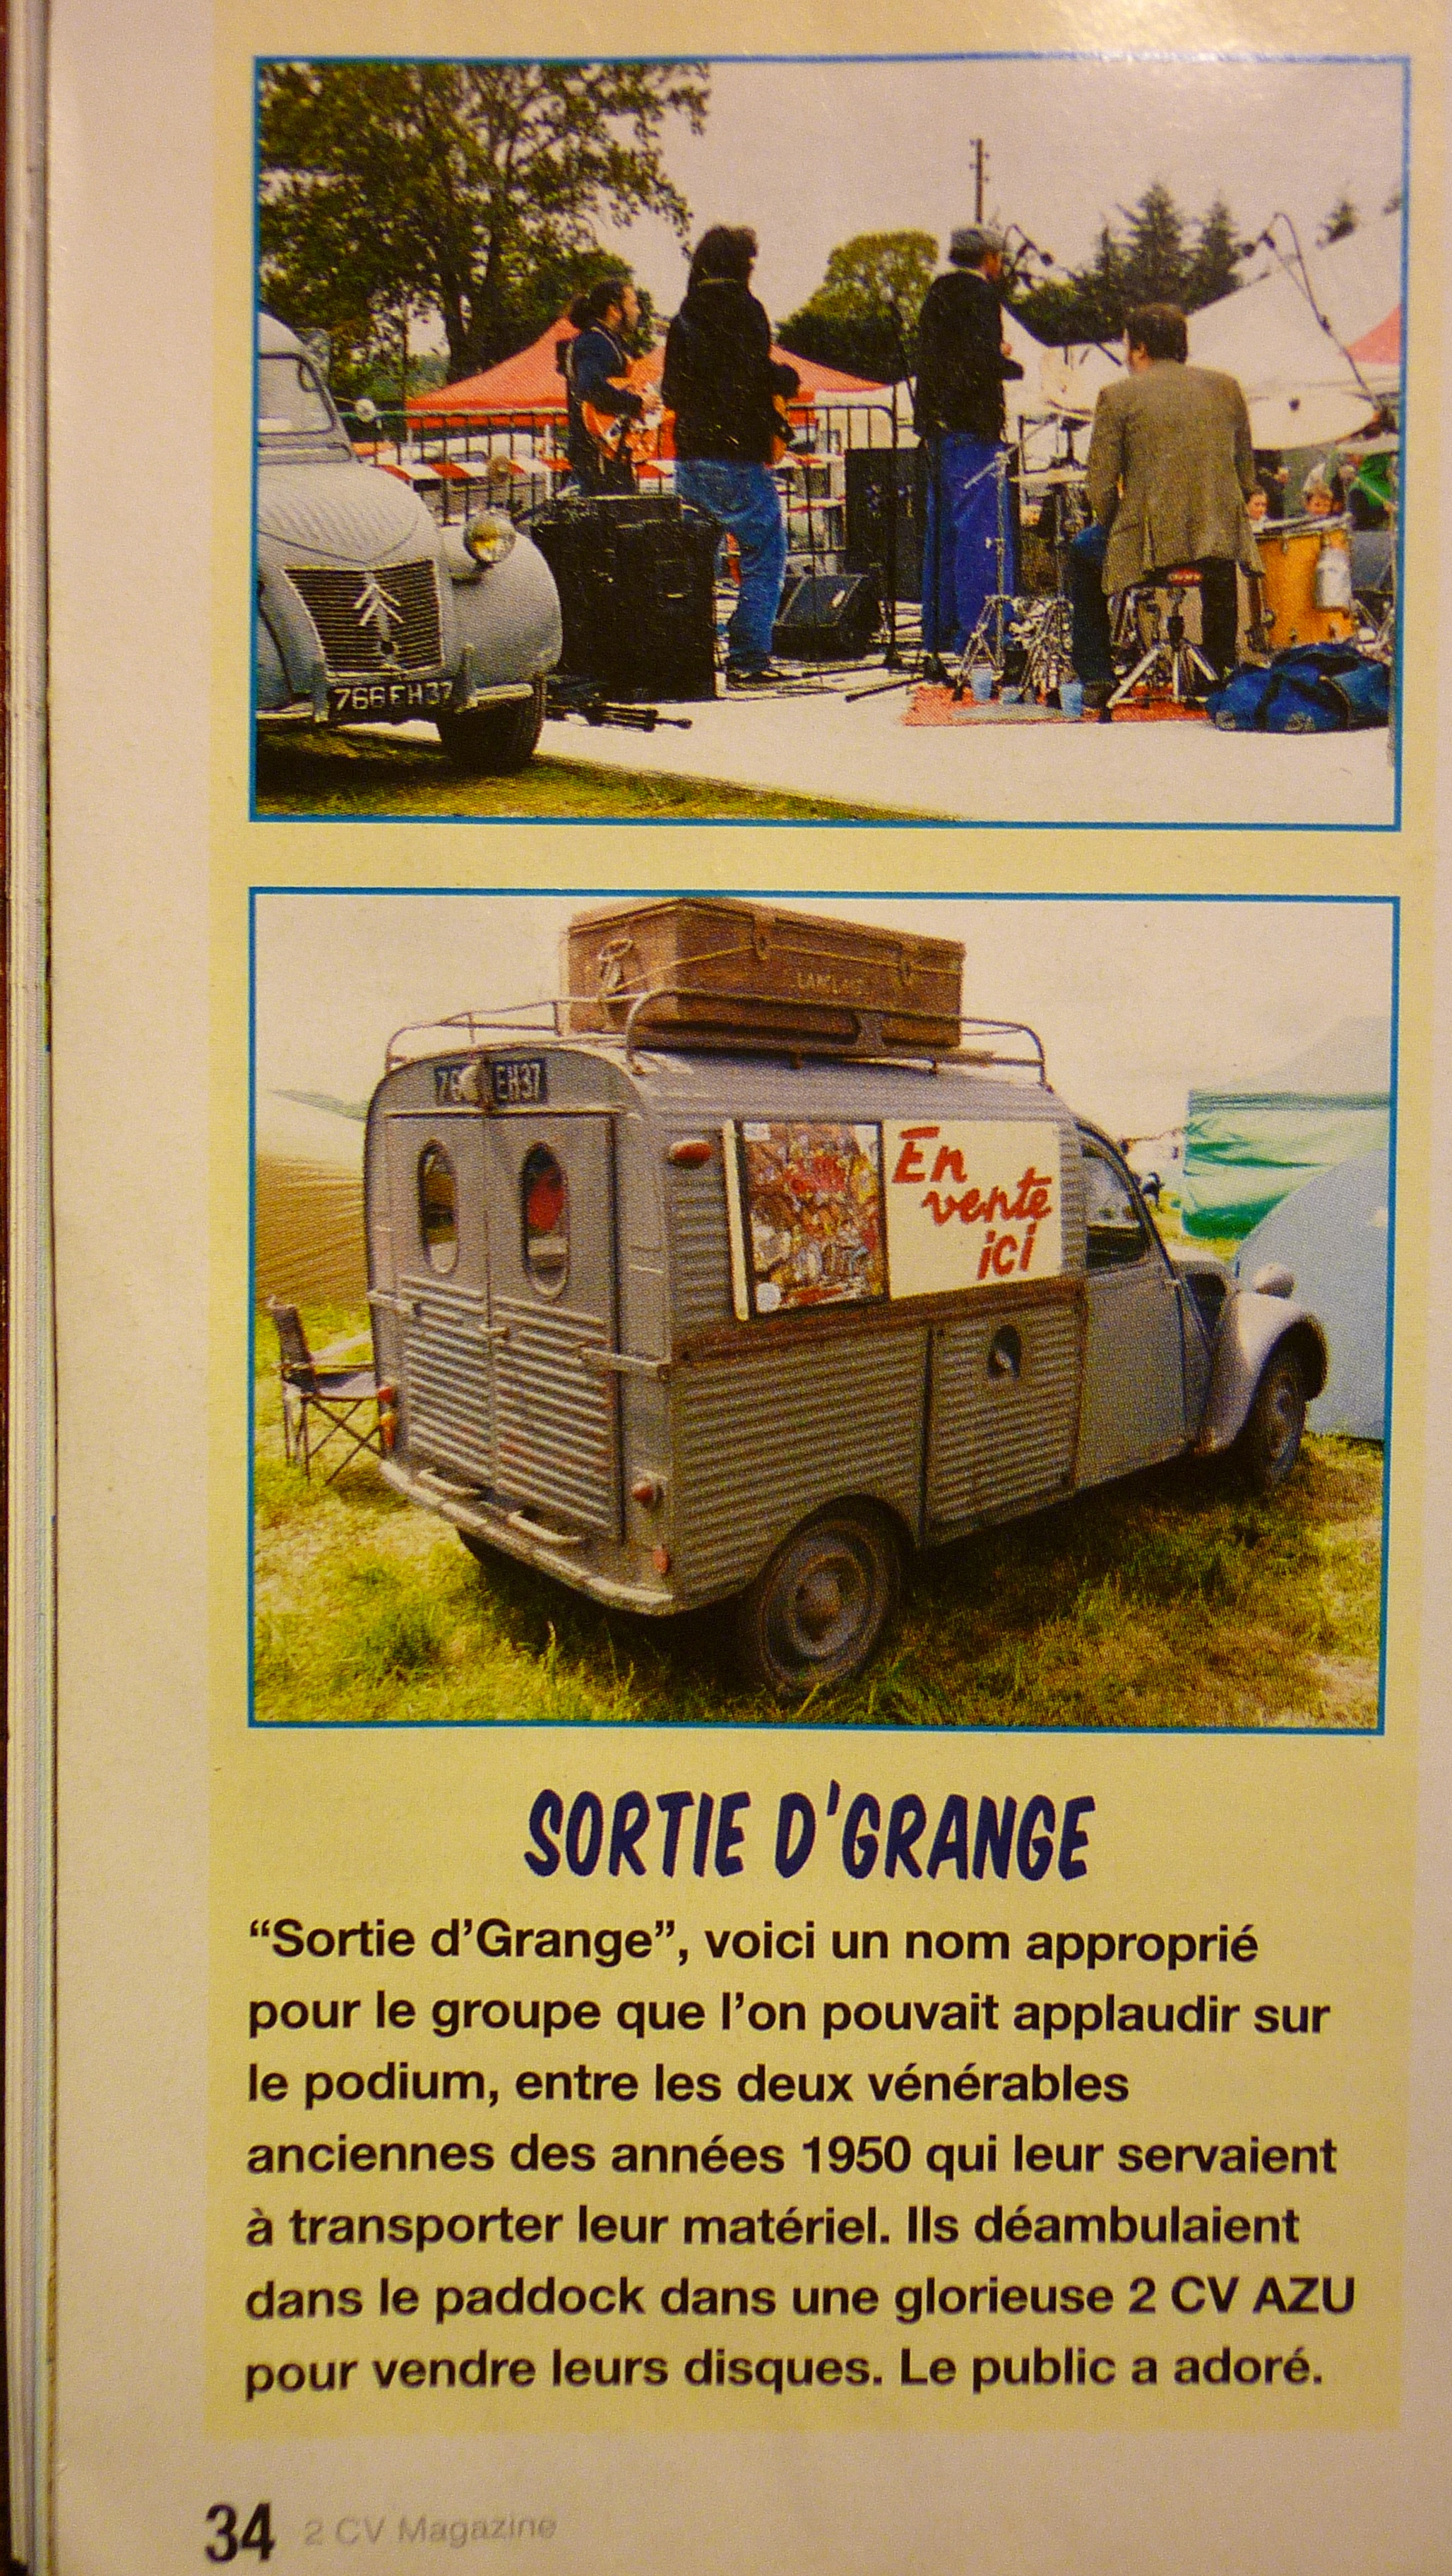 766 EH 37
LANGLAIS
EH37
En
vente
ici
SORTIE D'GRANGE
“Sortie d’Grange”, voici un nom approprié
pour le groupe que l’on pouvait applaudir sur
le podium, entre les deux vénérables
anciennes des années 1950 qui leur servaient
à transporter leur matériel. Ils déambulaient
dans le paddock dans une glorieuse 2 CV AZU
pour vendre leurs disques. Le public a adoré.
34 2 CV Magazine